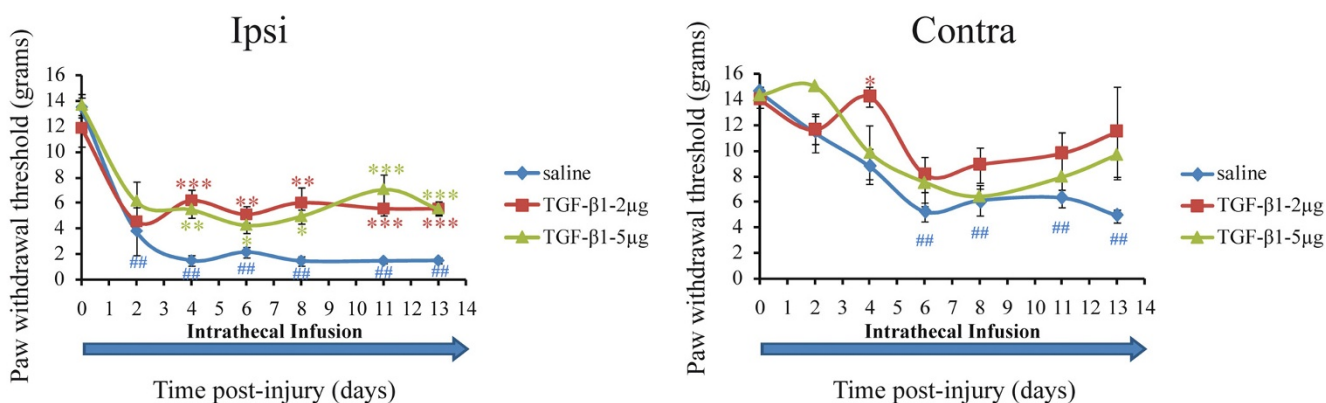 Ipsi
Paw withdrawal threshold (grams)
16
14
12
10
8
6
4
2
0
***
**
**
***
***
**
*
*
***
***
## ## ## ## ## ##
0 1 2 3 4 5 6 7 8 9 10 11 12 13 14
Intrathecal Infusion
Time post-injury (days)
saline
TGF-β1-2µg
TGF-β1-5µg
Contra
Paw withdrawal threshold (grams)
16
14
12
10
8
6
4
2
0
*
## ## ## ##
0 1 2 3 4 5 6 7 8 9 10 11 12 13 14
Intrathecal Infusion
Time post-injury (days)
saline
TGF-β1-2µg
TGF-β1-5µg